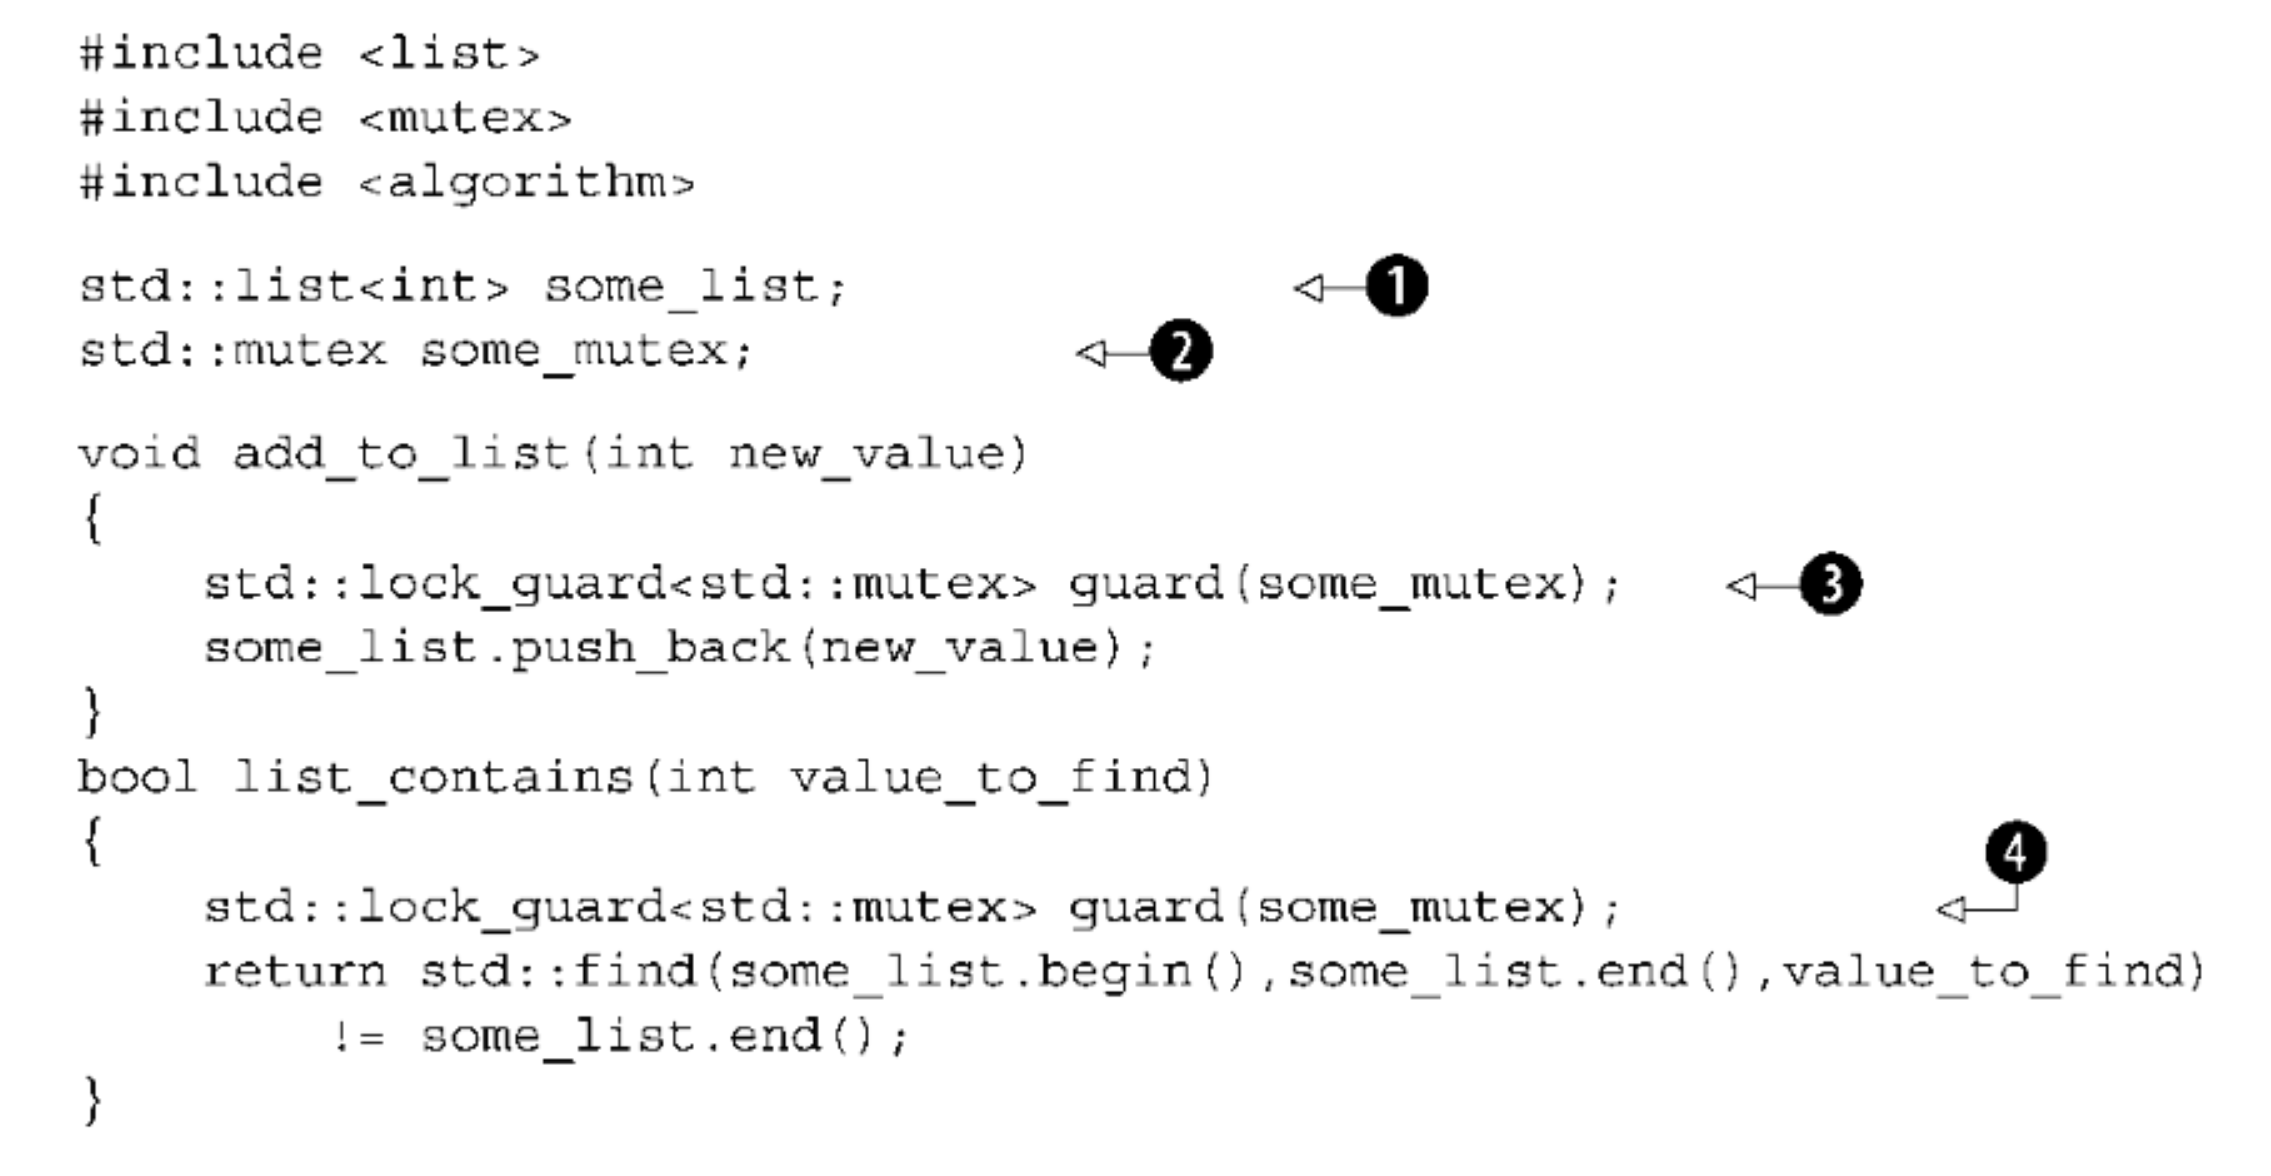 #include <list>
#include <mutex>
#include <algorithm>
std::list<int> some_list; 1
std::mutex some_mutex; 2
void add_to_list(int new_value)
{
    std::lock_guard<std::mutex> guard(some_mutex); 3
    some_list.push_back(new_value);
}
bool list_contains(int value_to_find)
{
    std::lock_guard<std::mutex> guard(some_mutex); 4
    return std::find(some_list.begin(),some_list.end(),value_to_find)
        != some_list.end();
}